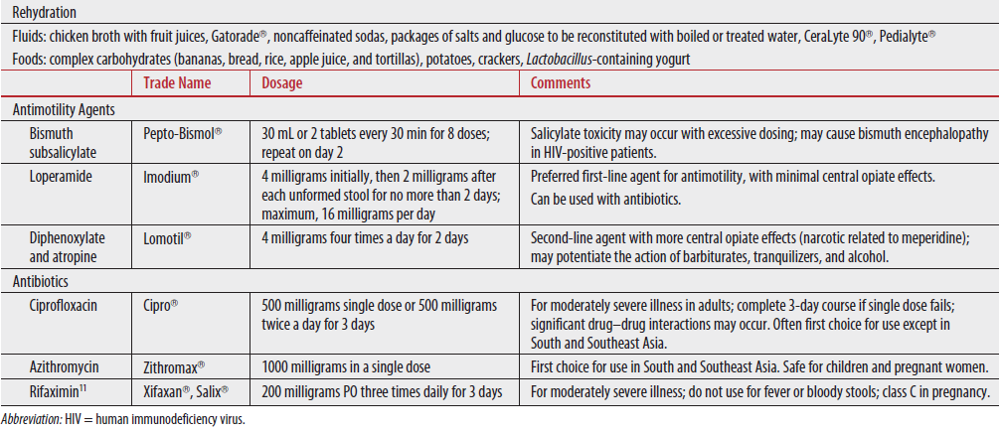 Rehydration
Fluids: chicken broth with fruit juices, Gatorade®, noncaffeinated sodas, packages of salts and glucose to be reconstituted with boiled or treated water, CeraLyte 90®, Pedialyte®
Foods: complex carbohydrates (bananas, bread, rice, apple juice, and tortillas), potatoes, crackers, Lactobacillus-containing yogurt
Trade Name Dosage Comments
Antimotility Agents
Bismuth subsalicylate Pepto-Bismol® 30 mL or 2 tablets every 30 min for 8 doses; repeat on day 2 Salicylate toxicity may occur with excessive dosing; may cause bismuth encephalopathy in HIV-positive patients.
Loperamide Imodium® 4 milligrams initially, then 2 milligrams after each unformed stool for no more than 2 days; maximum, 16 milligrams per day Preferred first-line agent for antimotility, with minimal central opiate effects. Can be used with antibiotics.
Diphenoxylate and atropine Lomotil® 4 milligrams four times a day for 2 days Second-line agent with more central opiate effects (narcotic related to meperidine); may potentiate the action of barbiturates, tranquilizers, and alcohol.
Antibiotics
Ciprofloxacin Cipro® 500 milligrams single dose or 500 milligrams twice a day for 3 days For moderately severe illness in adults; complete 3-day course if single dose fails; significant drug–drug interactions may occur. Often first choice for use except in South and Southeast Asia.
Azithromycin Zithromax® 1000 milligrams in a single dose First choice for use in South and Southeast Asia. Safe for children and pregnant women.
Rifaximin11 Xifaxan®, Salix® 200 milligrams PO three times daily for 3 days For moderately severe illness; do not use for fever or bloody stools; class C in pregnancy.
Abbreviation: HIV = human immunodeficiency virus.